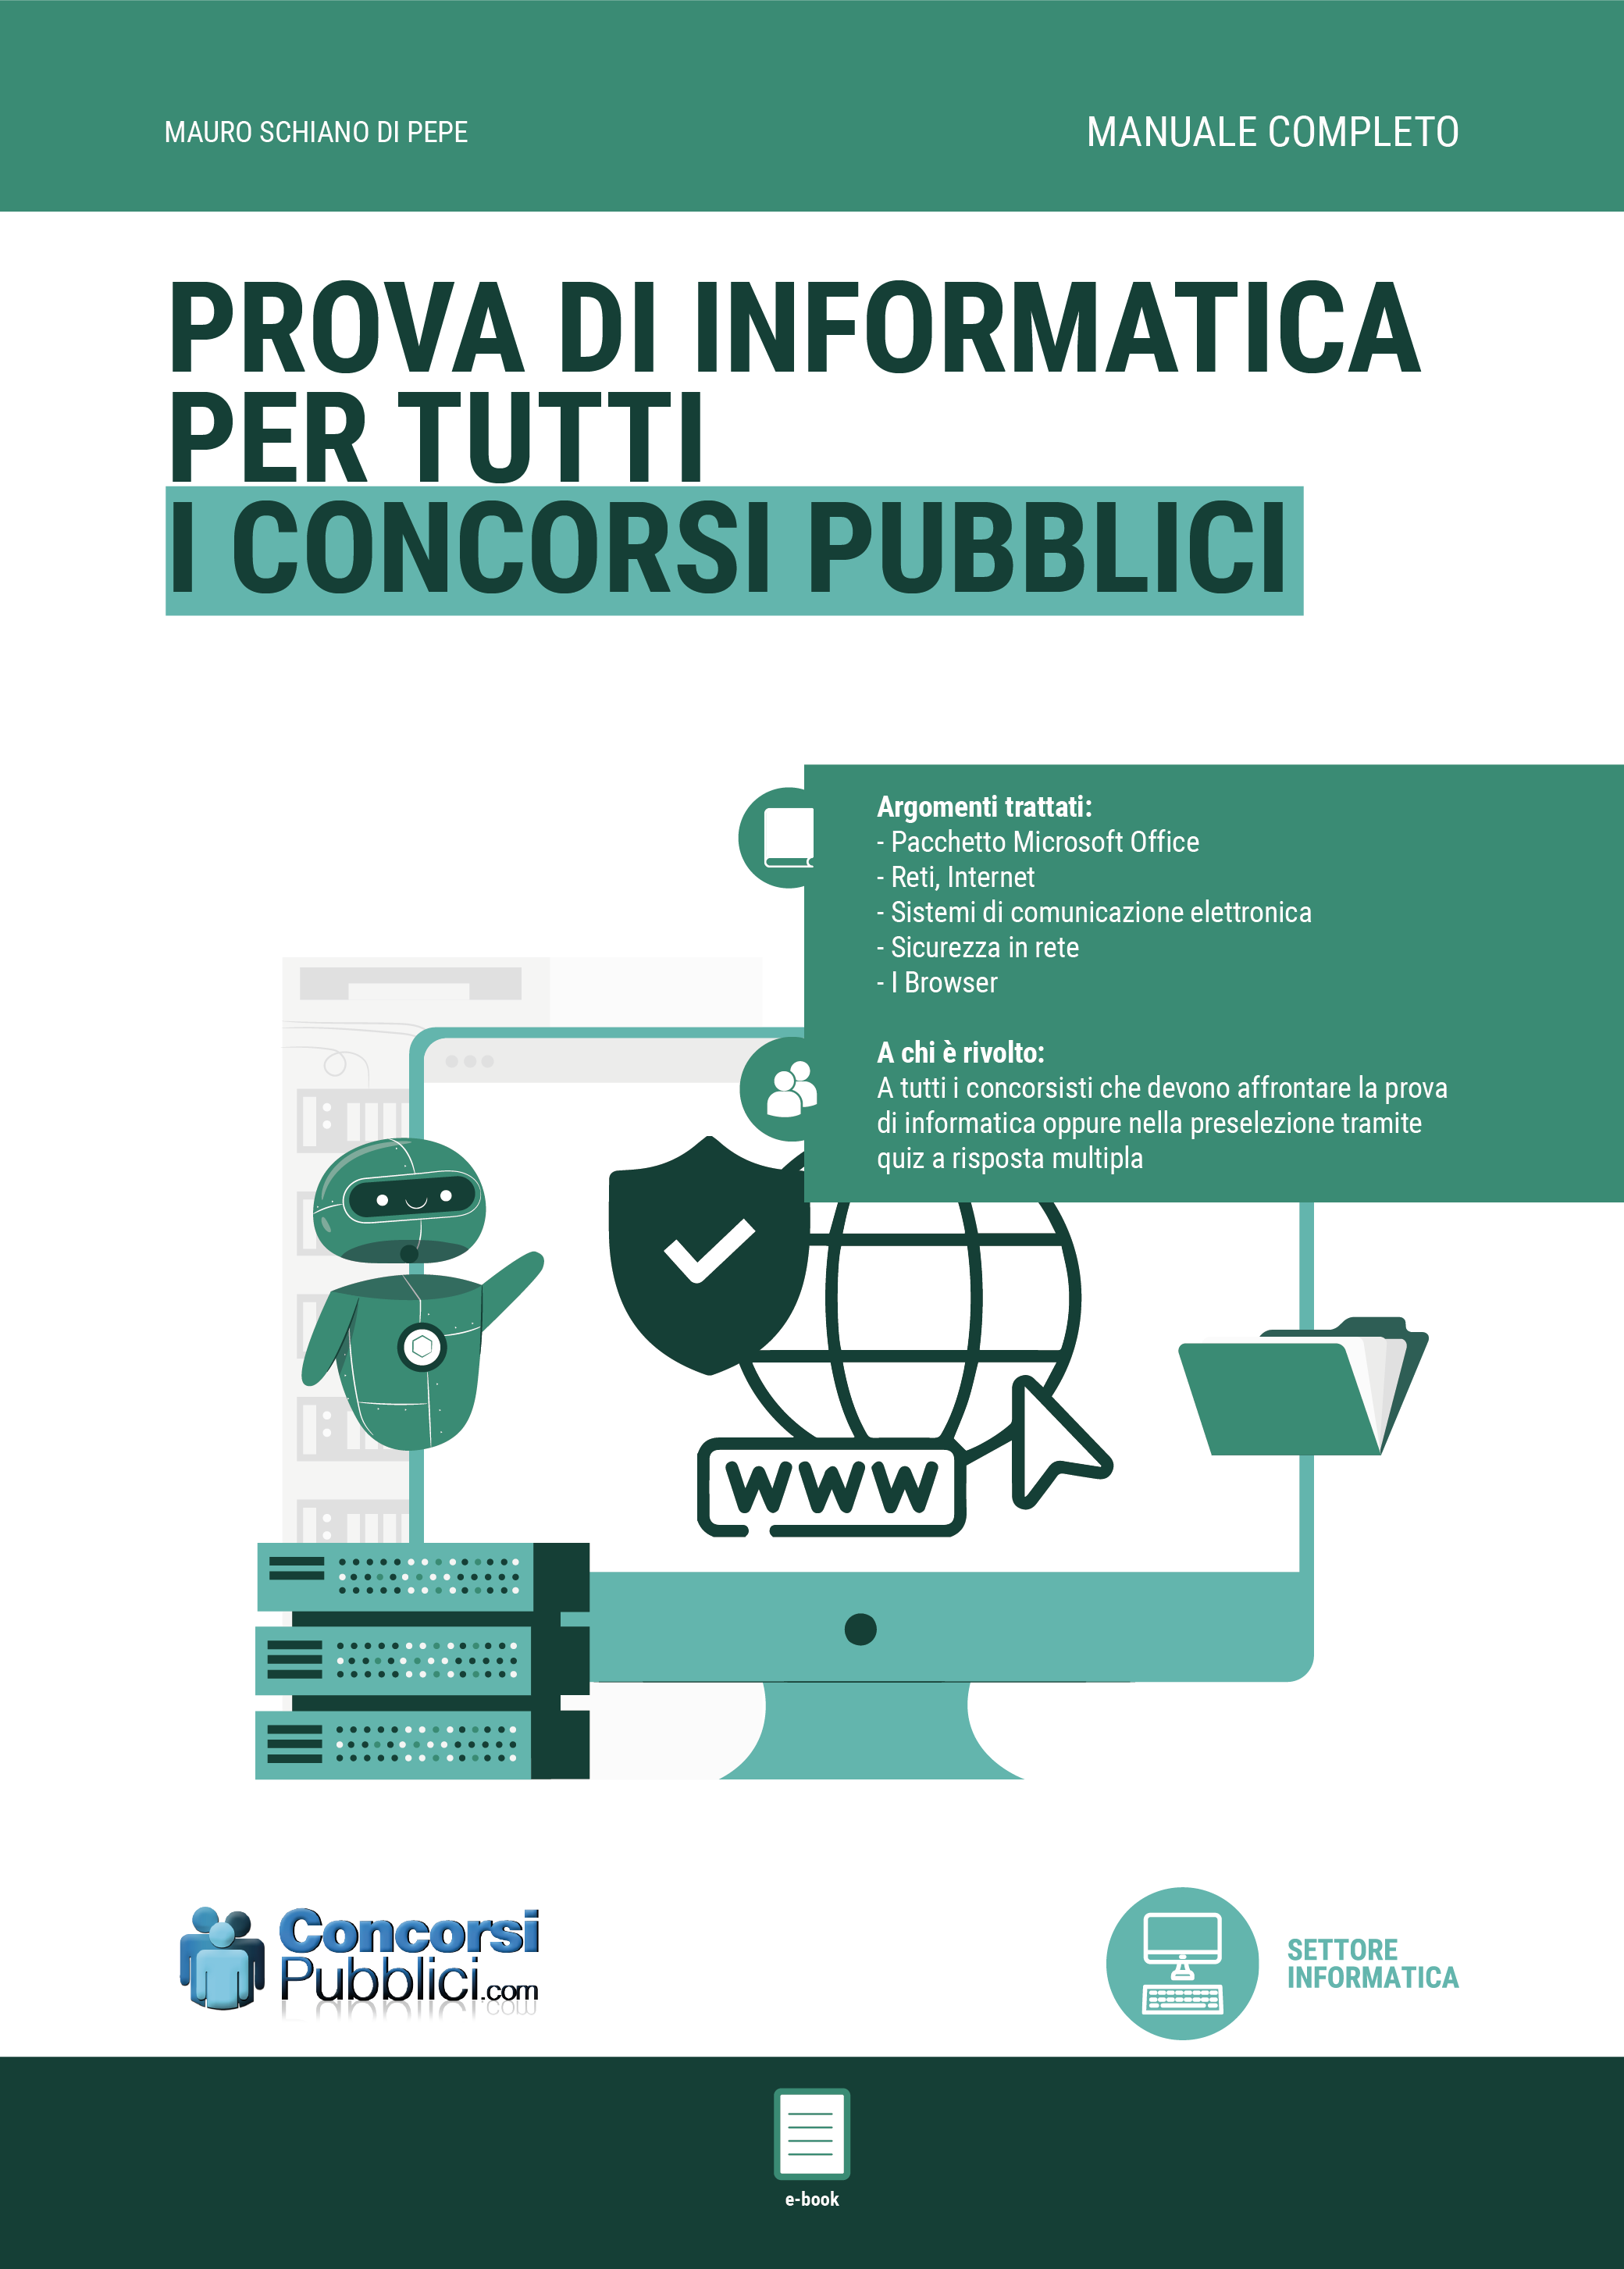 MAURO SCHIANO DI PEPE
MANUALE COMPLETO
PROVA DI INFORMATICA
PER TUTTI
I CONCORSI PUBBLICI
Argomenti trattati:
- Pacchetto Microsoft Office
- Reti, Internet
- Sistemi di comunicazione elettronica
- Sicurezza in rete
- I Browser
A chi è rivolto:
A tutti i concorsisti che devono affrontare la prova
di informatica oppure nella preselezione tramite
quiz a risposta multipla
www
Concorsi
Pubblici.com
SETTORE
INFORMATICA
e-book